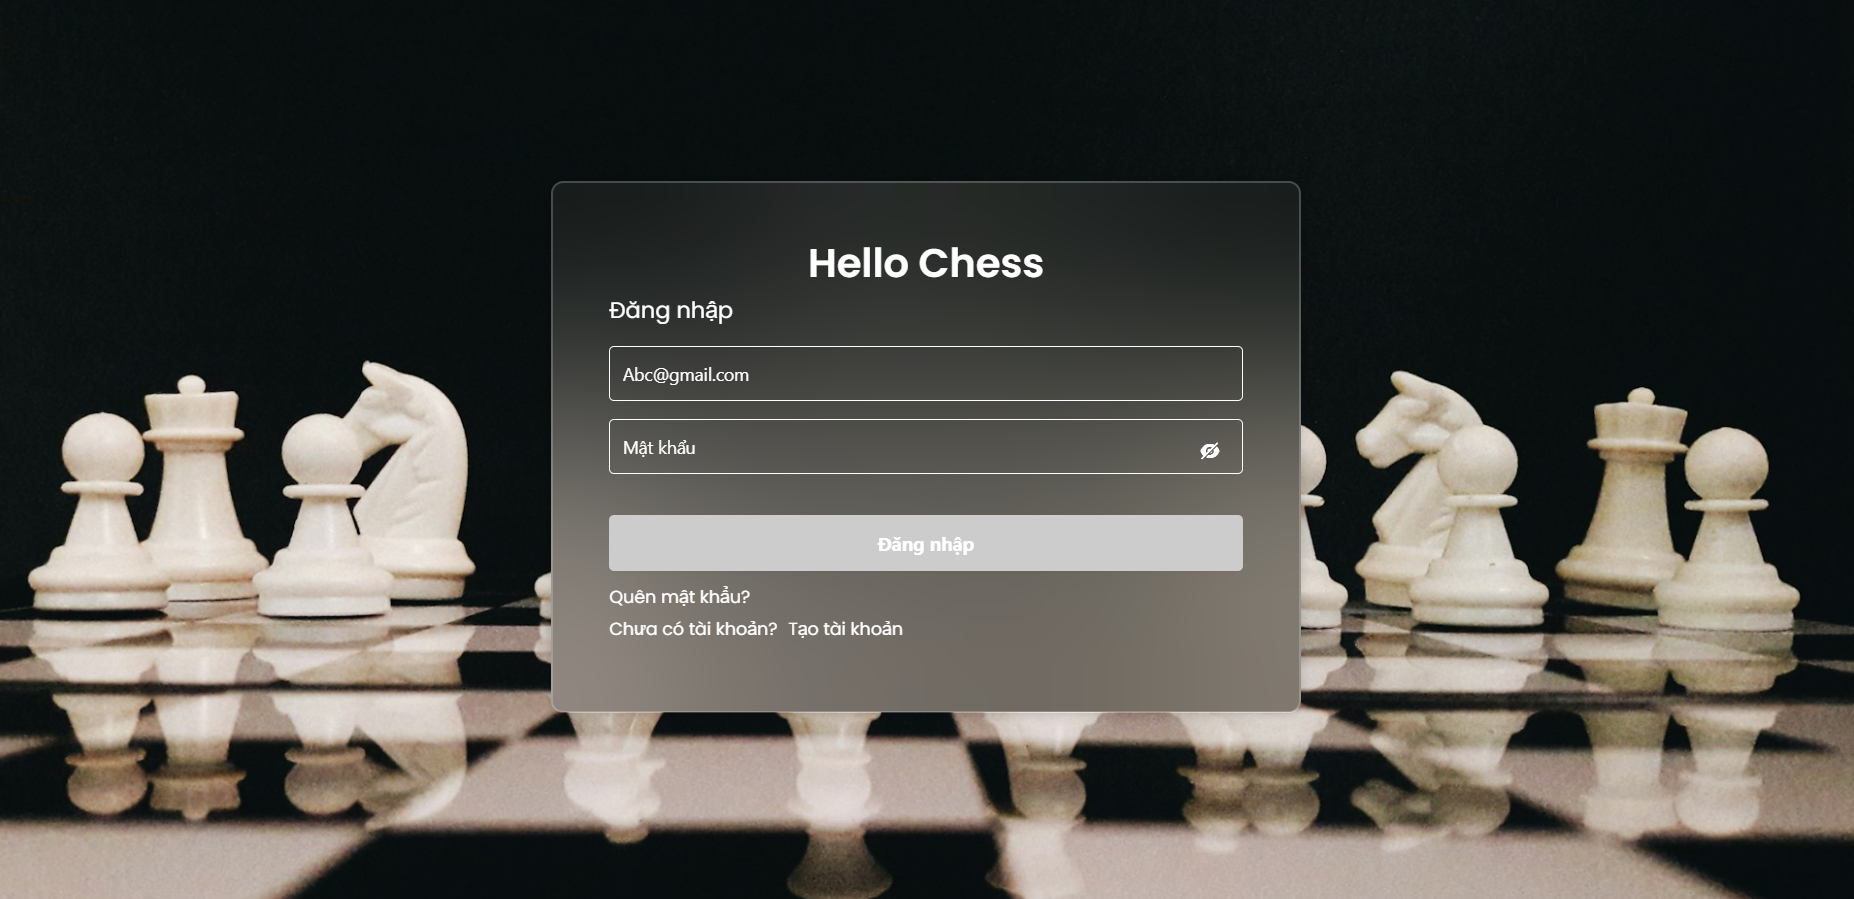 Hello Chess
Đăng nhập
Abc@gmail.com
Mật khẩu
Đăng nhập
Quên mật khẩu?
Chưa có tài khoản? Tạo tài khoản